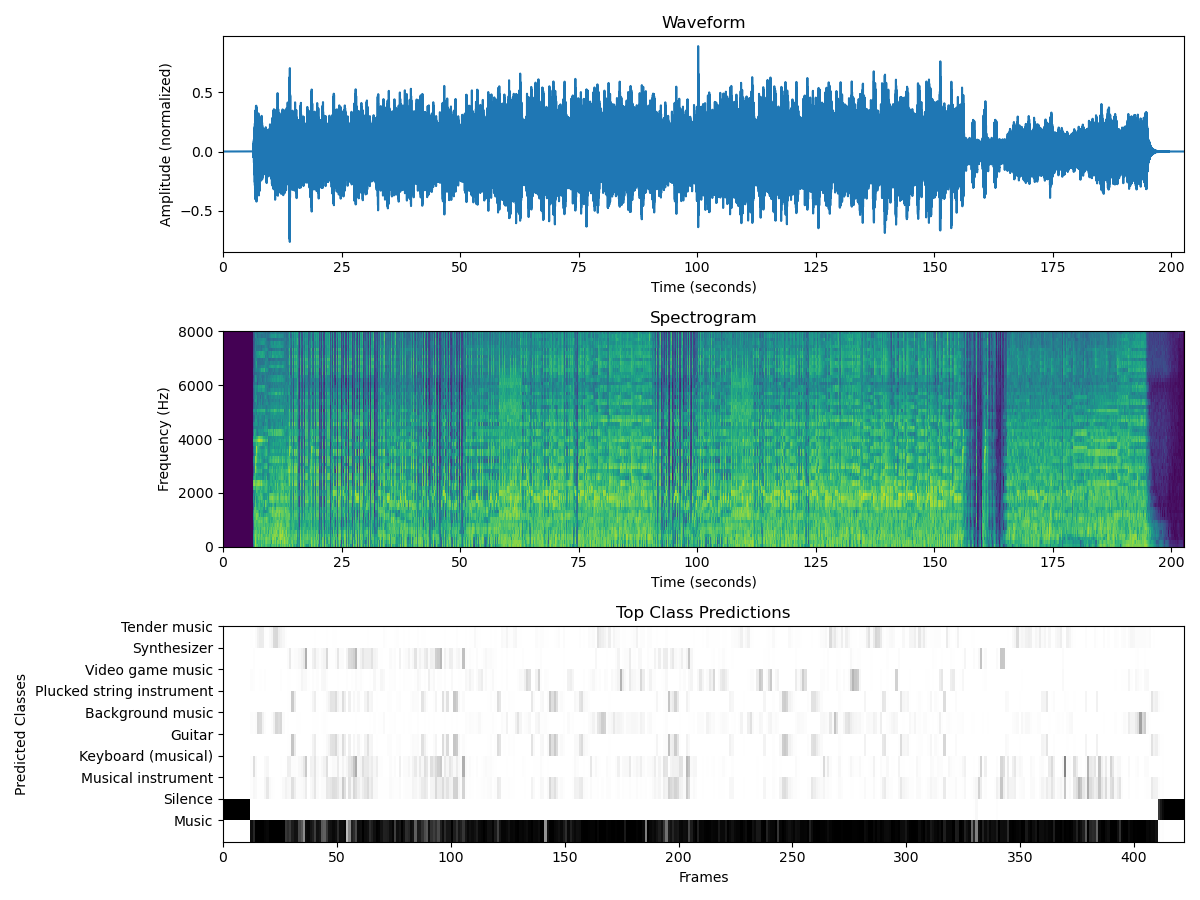 Waveform
Amplitude (normalized)
0.5
0.0
−0.5
0 25 50 75 100 125 150 175 200
Time (seconds)
Spectrogram
Frequency (Hz)
8000
6000
4000
2000
0
0 25 50 75 100 125 150 175 200
Time (seconds)
Top Class Predictions
Predicted Classes
Tender music
Synthesizer
Video game music
Plucked string instrument
Background music
Guitar
Keyboard (musical)
Musical instrument
Silence
Music
0 50 100 150 200 250 300 350 400
Frames